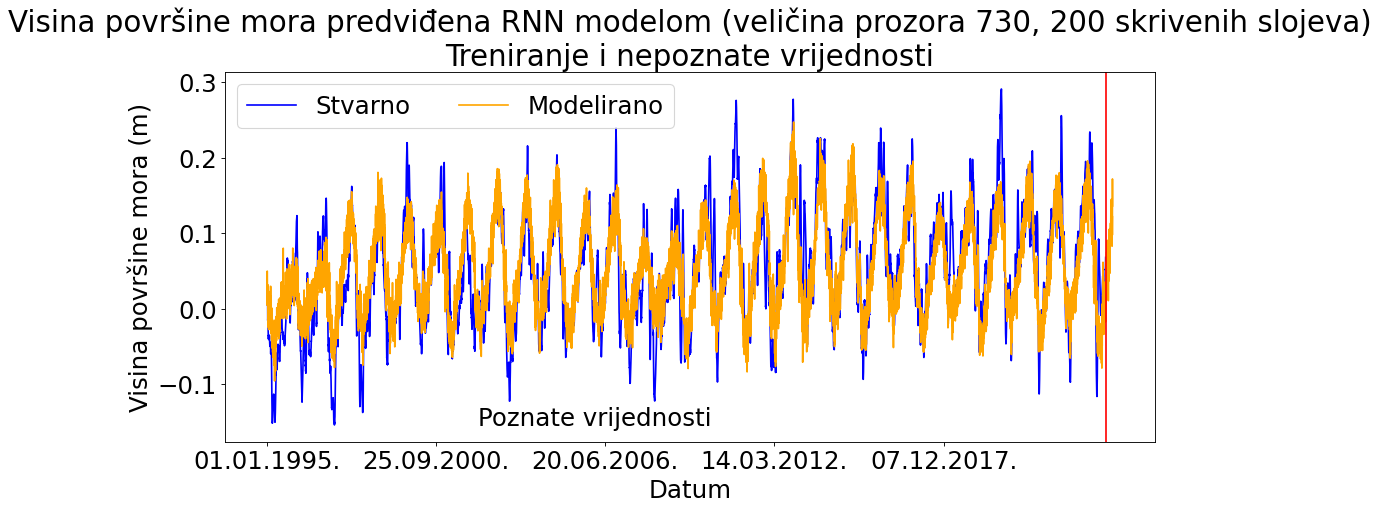 Visina površine mora predviđena RNN modelom (veličina prozora 730, 200 skrivenih slojeva)
Treniranje i nepoznate vrijednosti
Stvarno
Modelirano
Visina površine mora (m)
0.3
0.2
0.1
0.0
−0.1
Poznate vrijednosti
01.01.1995.
25.09.2000.
20.06.2006.
14.03.2012.
07.12.2017.
Datum